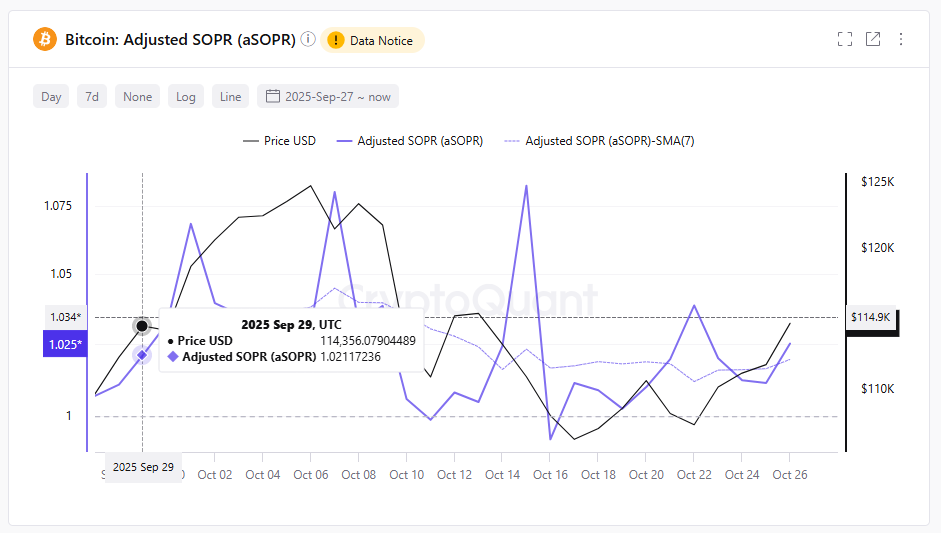 Bitcoin: Adjusted SOPR (aSOPR) Data Notice
Day 7d None Log Line 2025-Sep-27 ~ now
Price USD Adjusted SOPR (aSOPR) Adjusted SOPR (aSOPR)-SMA(7)
1.075
1.05
1.034*
1.025*
1
$125K
$120K
$114.9K
$110K
CryptoQuant
2025 Sep 29, UTC
Price USD 114,356.07904489
Adjusted SOPR (aSOPR) 1.02117236
2025 Sep 29
Oct 02 Oct 04 Oct 06 Oct 08 Oct 10 Oct 12 Oct 14 Oct 16 Oct 18 Oct 20 Oct 22 Oct 24 Oct 26